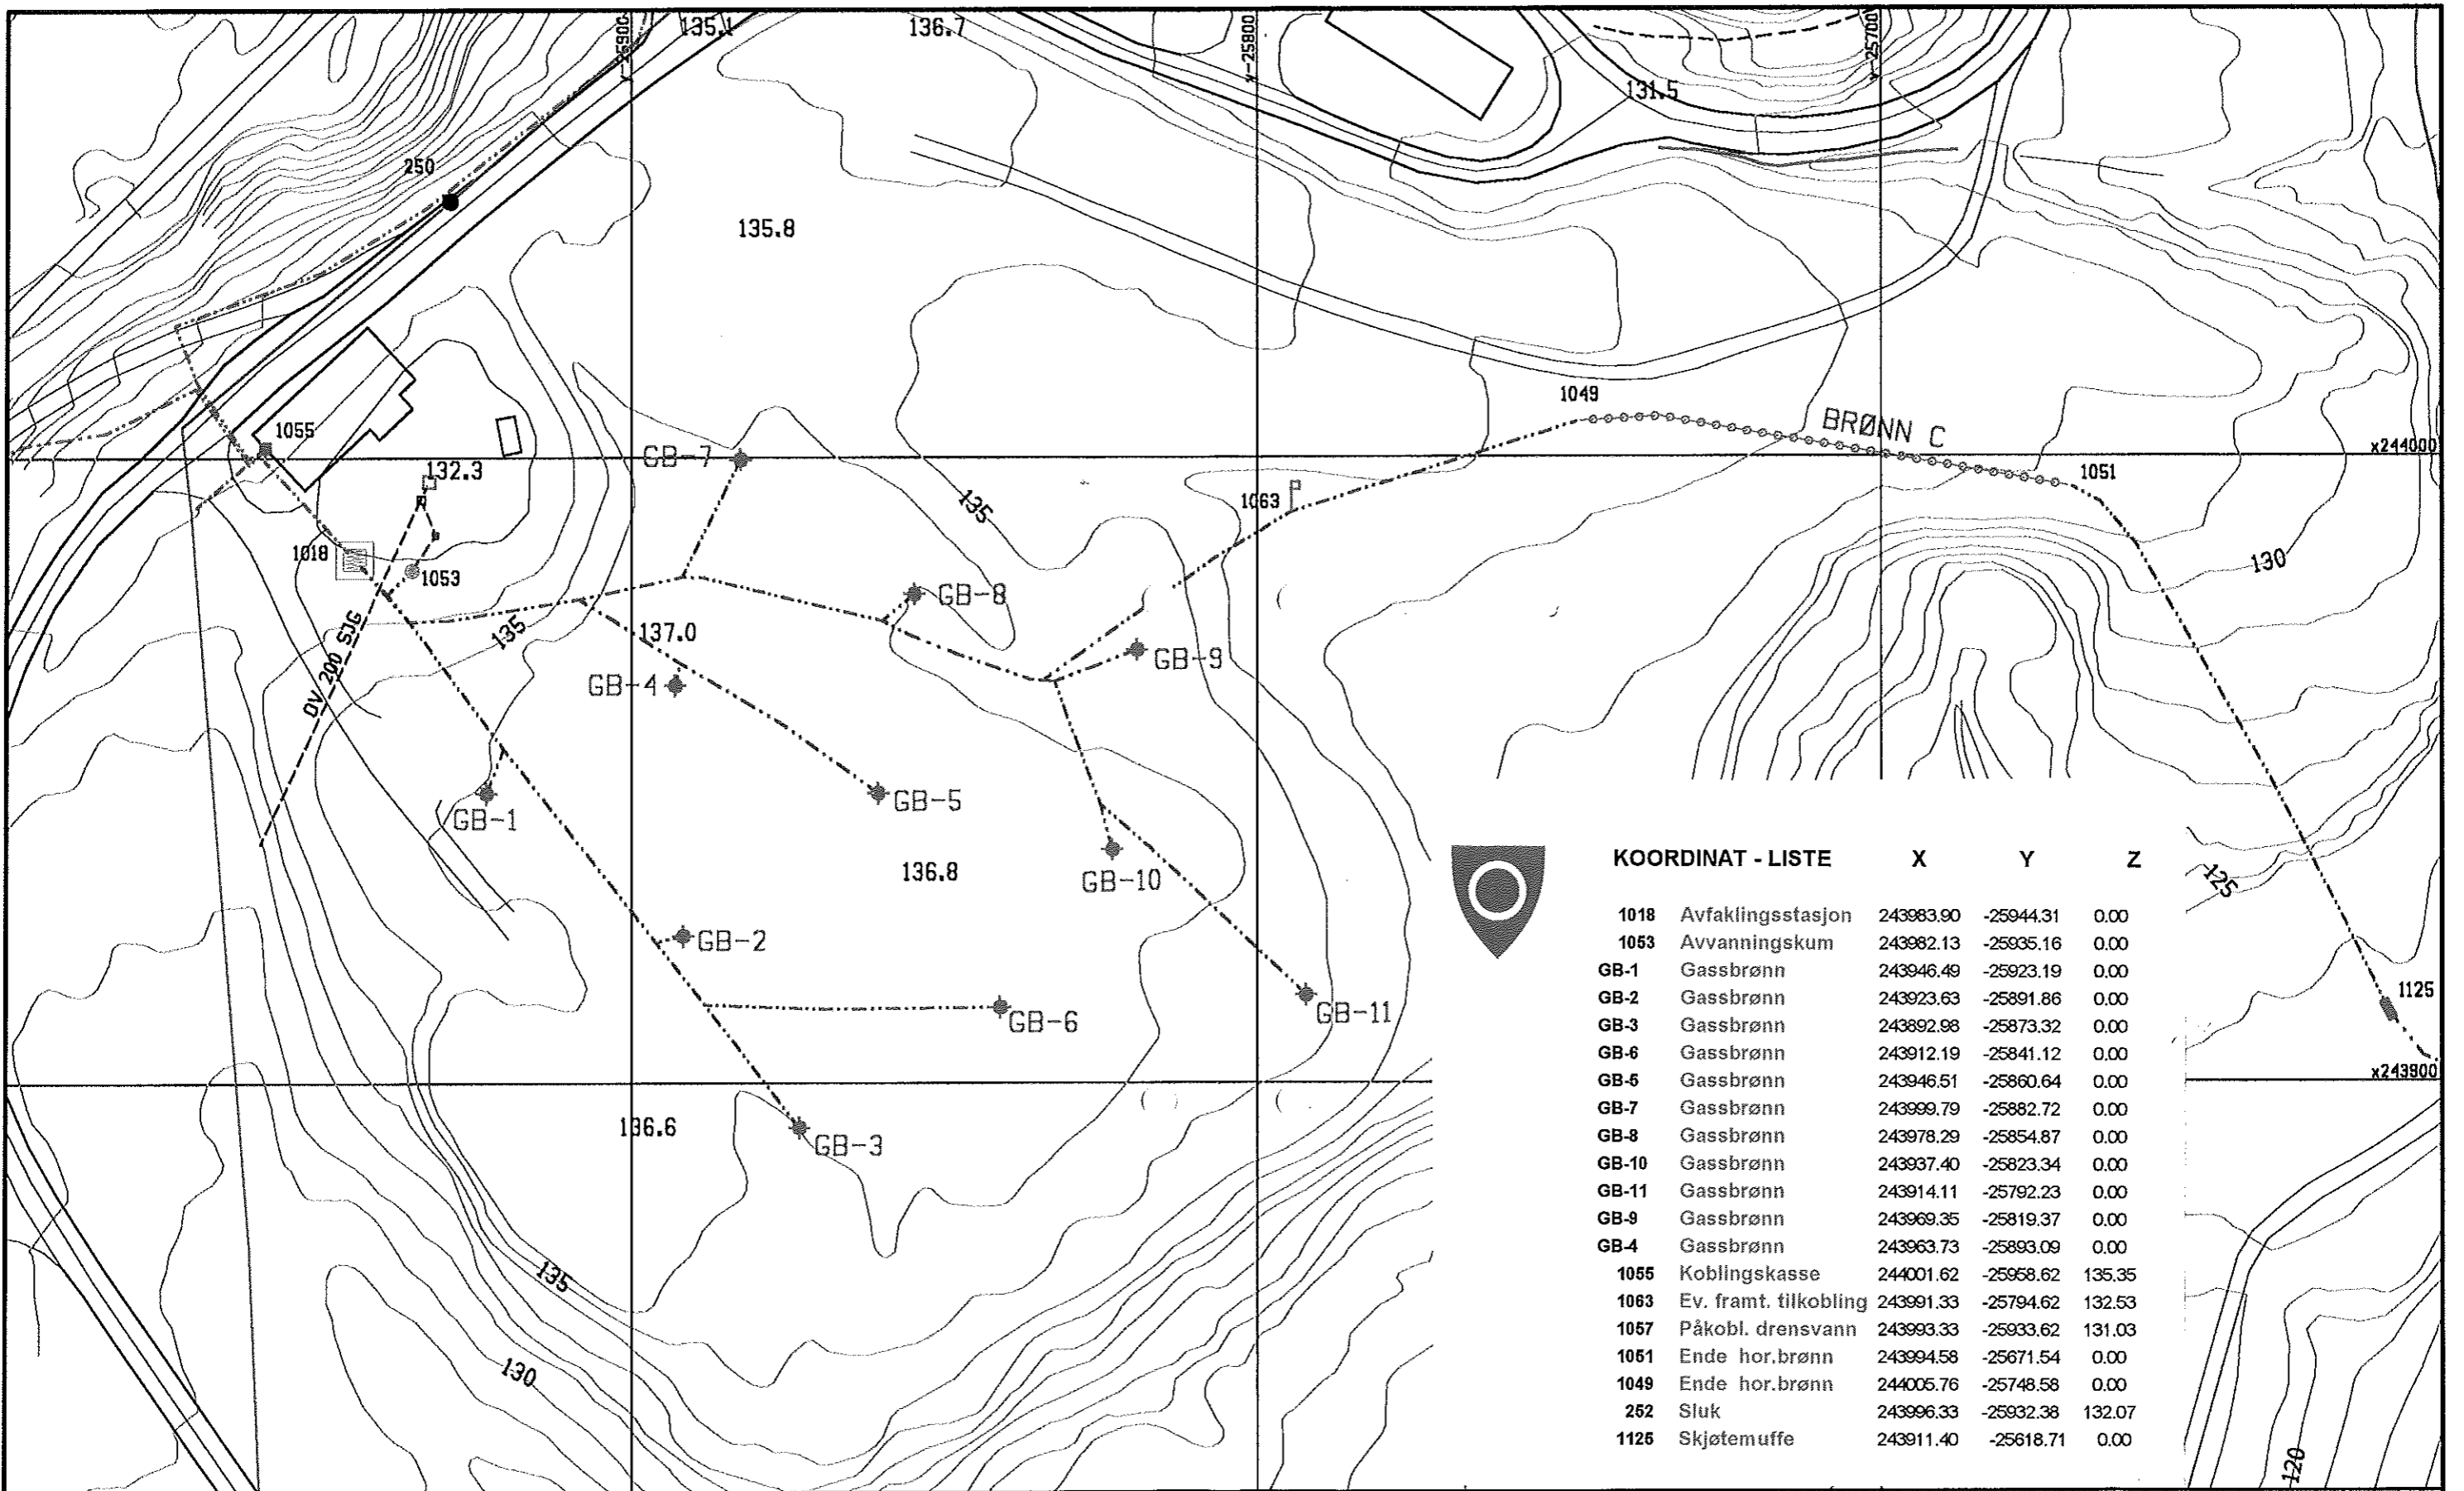 y-25900
135.1
136.7
y-25800
y-25700
131.5
250
135.8
1049
BRØNN C
1055
132.3
GB-7
x244000
1051
135
1063
1018
1053
130
GB-8
135
137.0
GB-9
DV 200 SJG
GB-4
GB-5
GB-1
136.8
GB-10
125
GB-2
GB-6
GB-11
1125
x243900
136.6
GB-3
135
130
120
KOORDINAT - LISTE X Y Z
1018 Avfaklingsstasjon 243983.90 -25944.31 0.00
1053 Avvanningskum 243982.13 -25935.16 0.00
GB-1 Gassbrønn 243946.49 -25923.19 0.00
GB-2 Gassbrønn 243923.63 -25891.86 0.00
GB-3 Gassbrønn 243892.98 -25873.32 0.00
GB-6 Gassbrønn 243912.19 -25841.12 0.00
GB-5 Gassbrønn 243946.51 -25860.64 0.00
GB-7 Gassbrønn 243999.79 -25882.72 0.00
GB-8 Gassbrønn 243978.29 -25854.87 0.00
GB-10 Gassbrønn 243937.40 -25823.34 0.00
GB-11 Gassbrønn 243914.11 -25792.23 0.00
GB-9 Gassbrønn 243969.35 -25819.37 0.00
GB-4 Gassbrønn 243963.73 -25893.09 0.00
1055 Koblingskasse 244001.62 -25958.62 135.35
1063 Ev. framt. tilkobling 243991.33 -25794.62 132.53
1057 Påkobl. drensvann 243993.33 -25933.62 131.03
1051 Ende hor.brønn 243994.58 -25671.54 0.00
1049 Ende hor.brønn 244005.76 -25748.58 0.00
252 Sluk 243996.33 -25932.38 132.07
1125 Skjøtemuffe 243911.40 -25618.71 0.00